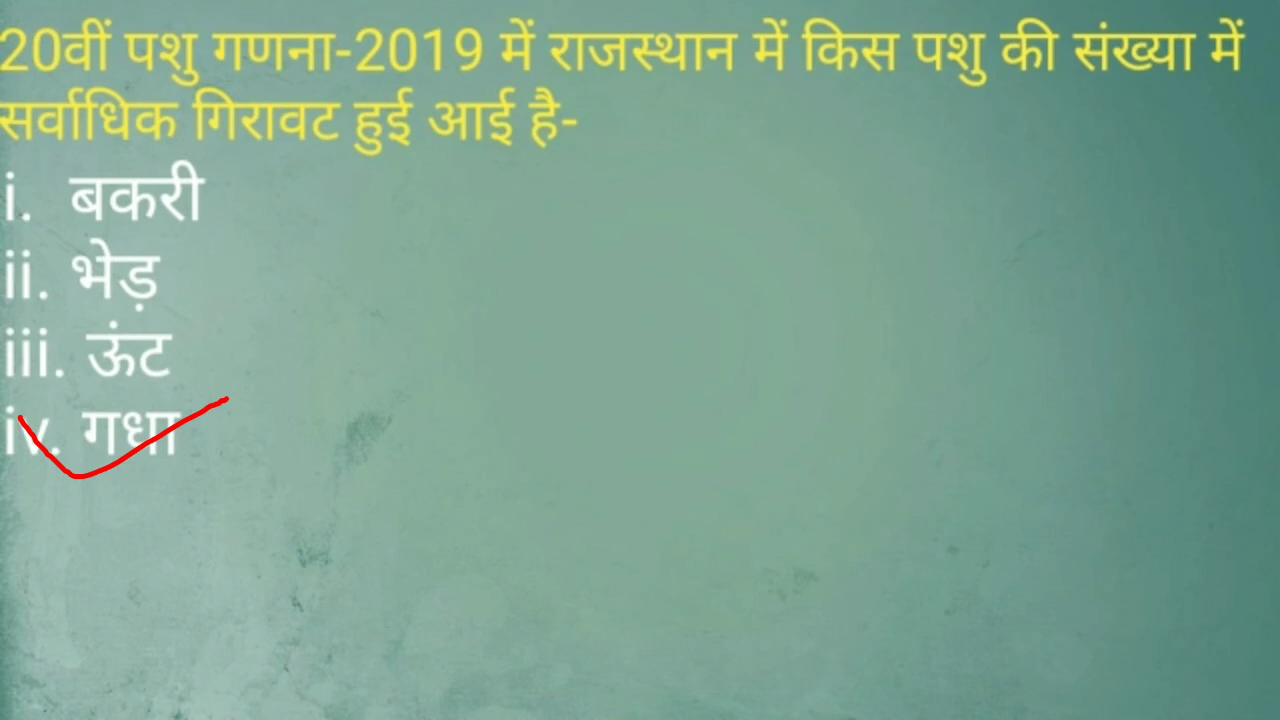 20वीं पशु गणना-2019 में राजस्थान में किस पशु की संख्या में
सर्वाधिक गिरावट हुई आई है-
i. बकरी
ii. भेड़
iii. ऊंट
iv. गधा